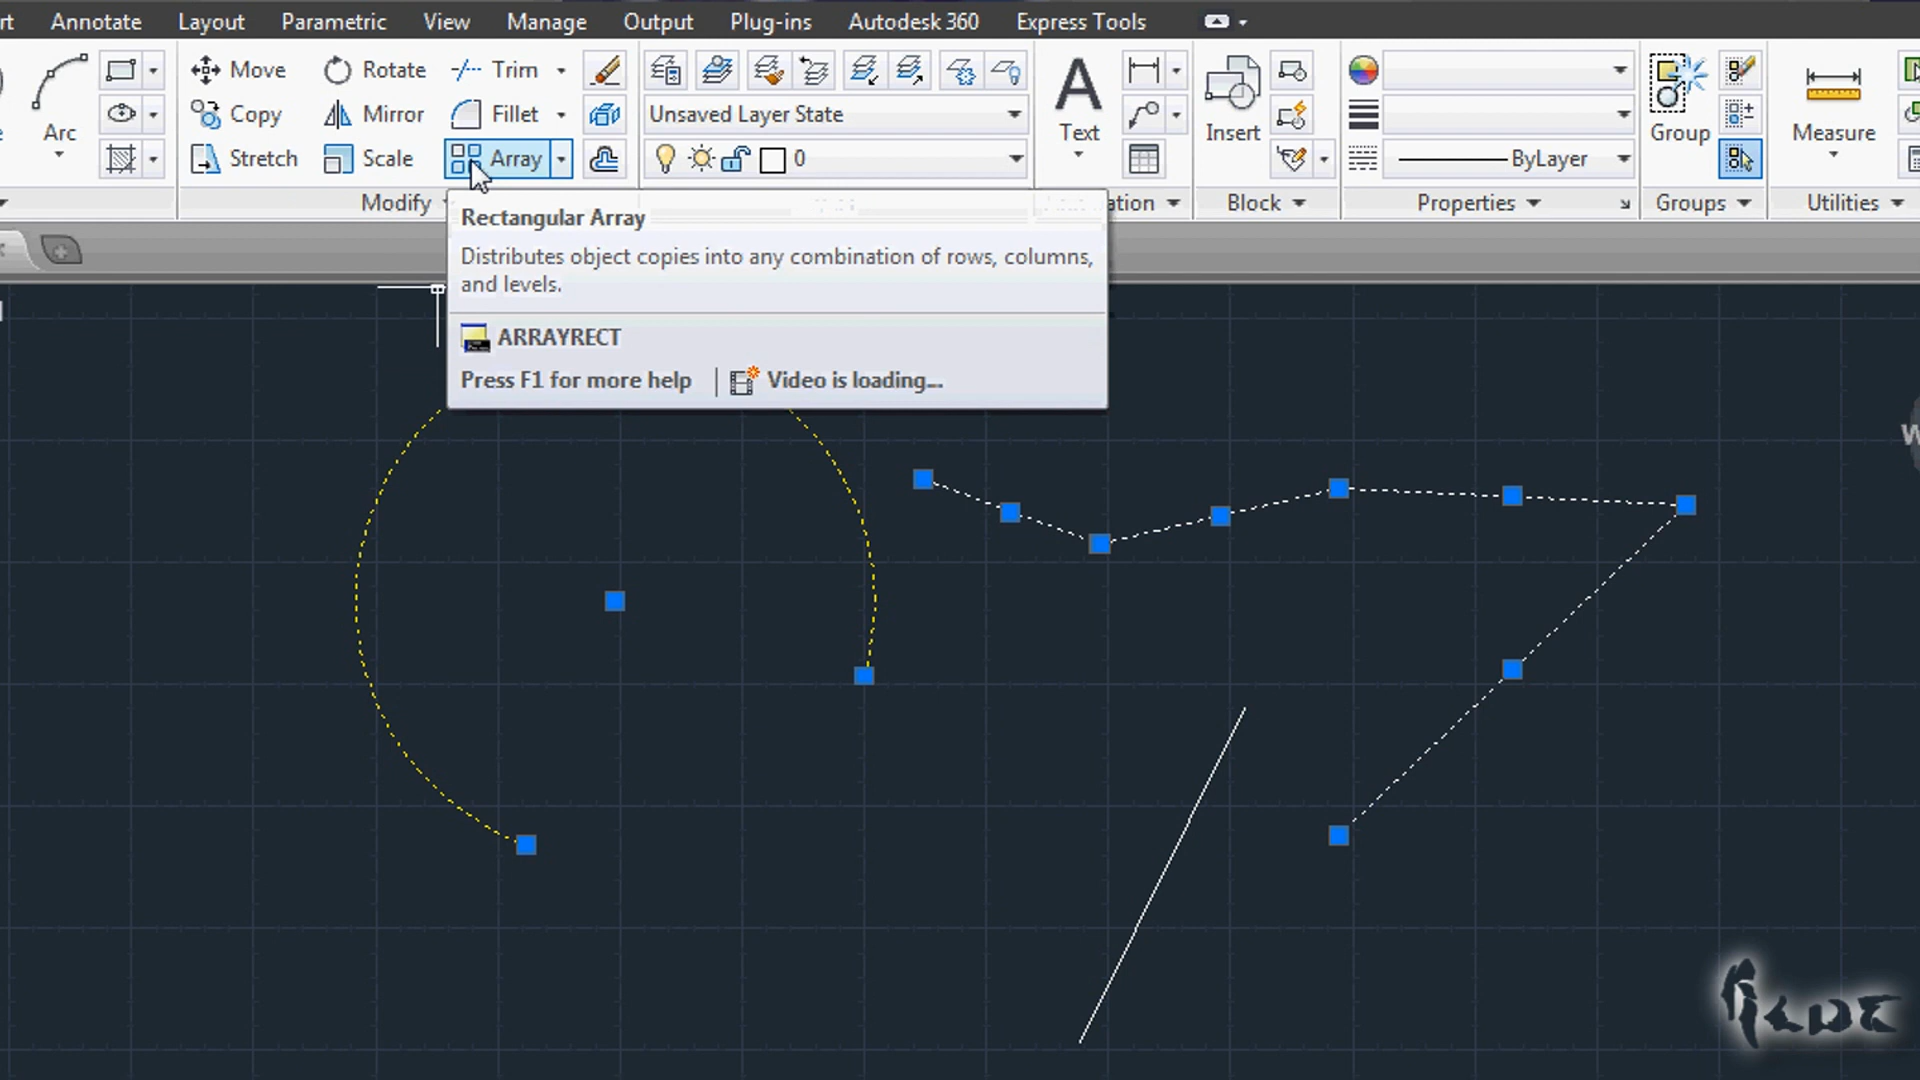 Annotate Layout Parametric View Manage Output Plug-ins Autodesk 360 Express Tools
Move Rotate Trim
Copy Mirror Fillet Unsaved Layer State
Arc Text Insert Group Measure
Stretch Scale Array 0 ByLayer
Modify Block Properties Groups Utilities
Rectangular Array
Distributes object copies into any combination of rows, columns,
and levels.
ARRAYRECT
Press F1 for more help | Video is loading...